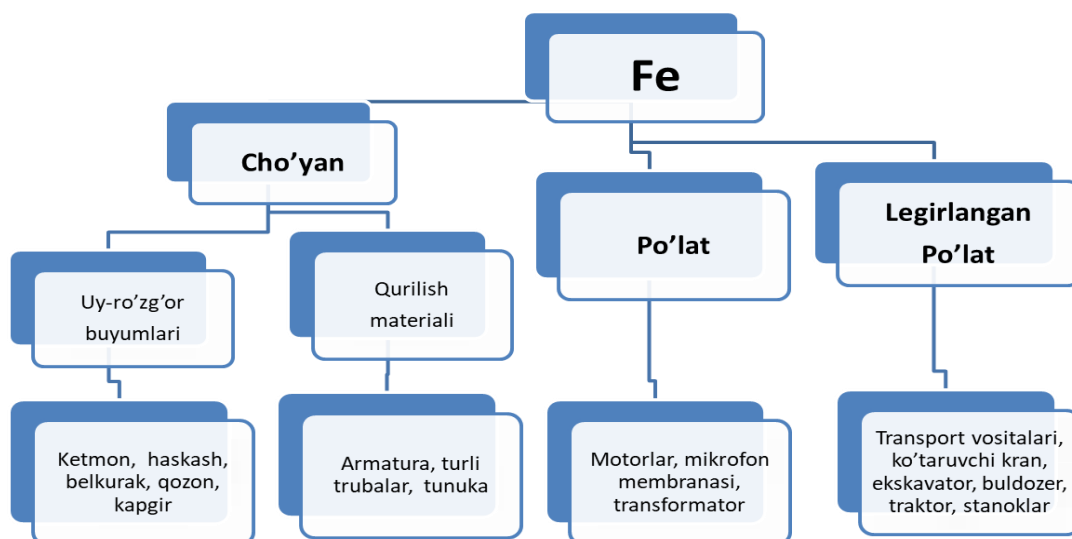 Fe
Cho’yan
Po’lat
Legirlangan
Po’lat
Uy-ro’zg’or
buyumlari
Qurilish
materiali
Ketmon, haskash,
belkurak, qozon,
kapgir
Armatura, turli
trubalar, tunuka
Motorlar, mikrofon
membranasi,
transformator
Transport vositalari,
ko’taruvchi kran,
ekskavator, buldozer,
traktor, stanoklar